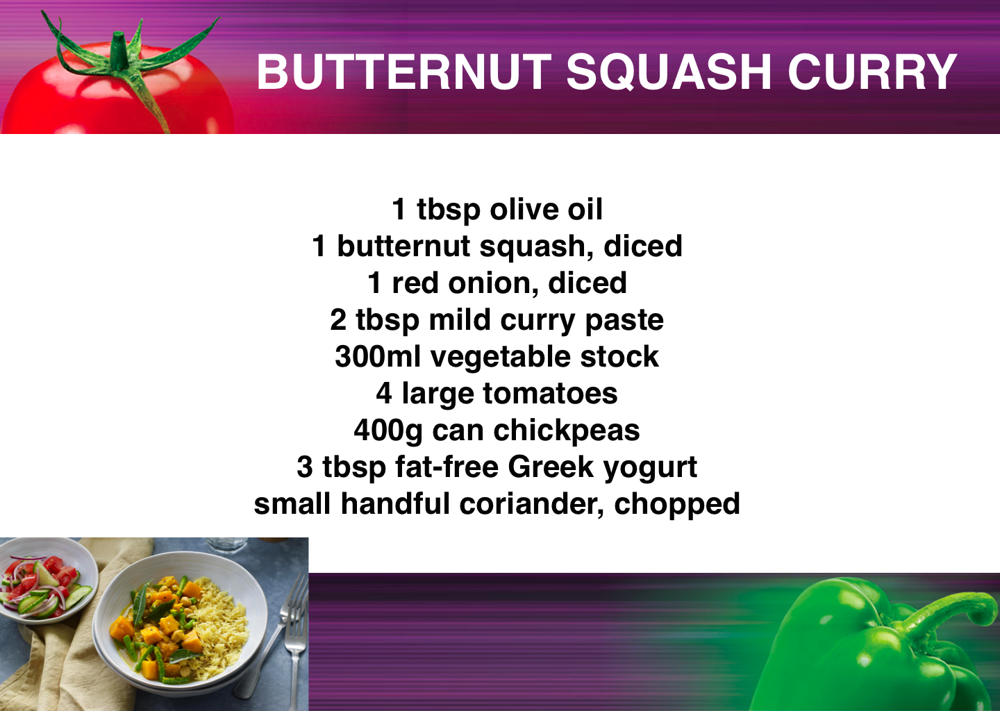 BUTTERNUT SQUASH CURRY
1 tbsp olive oil
1 butternut squash, diced
1 red onion, diced
2 tbsp mild curry paste
300ml vegetable stock
4 large tomatoes
400g can chickpeas
3 tbsp fat-free Greek yogurt
small handful coriander, chopped